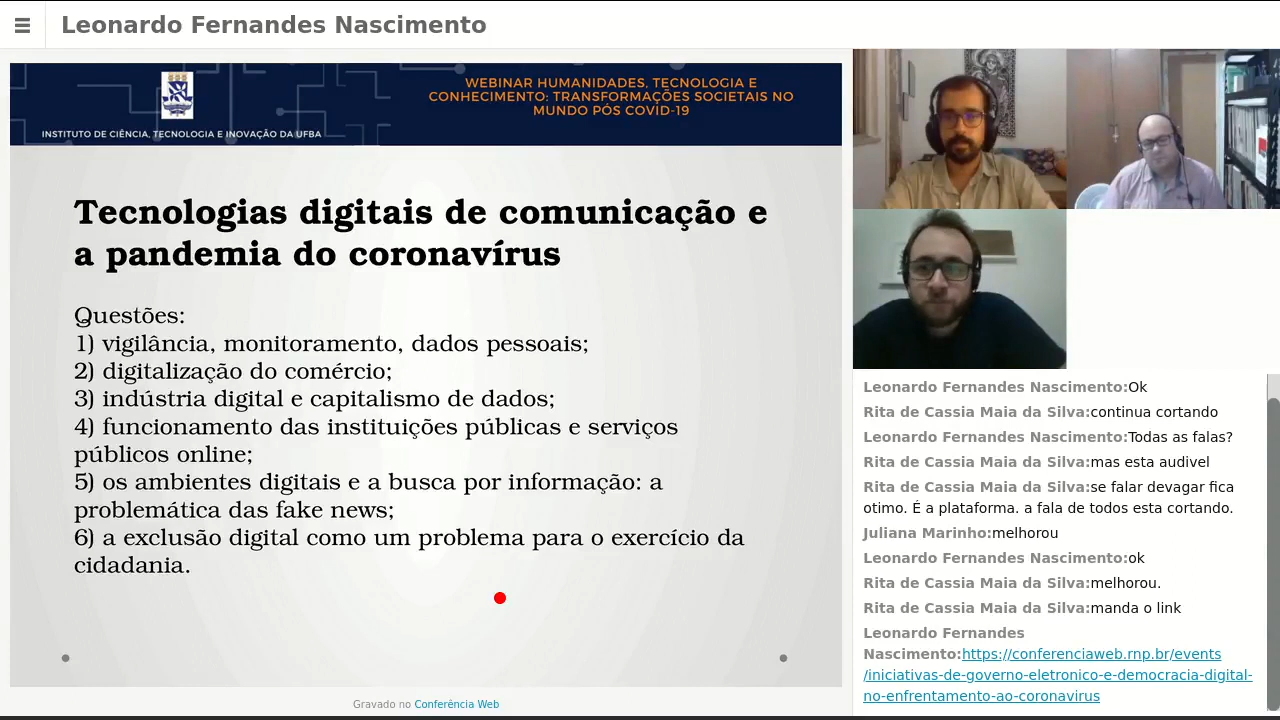 Leonardo Fernandes Nascimento
WEBINAR HUMANIDADES, TECNOLOGIA E
CONHECIMENTO: TRANSFORMAÇÕES SOCIETAIS NO
MUNDO PÓS COVID-19
INSTITUTO DE CIÊNCIA, TECNOLOGIA E INOVAÇÃO DA UFBA
Tecnologias digitais de comunicação e
a pandemia do coronavírus
Questões:
1) vigilância, monitoramento, dados pessoais;
2) digitalização do comércio;
3) indústria digital e capitalismo de dados;
4) funcionamento das instituições públicas e serviços
públicos online;
5) os ambientes digitais e a busca por informação: a
problemática das fake news;
6) a exclusão digital como um problema para o exercício da
cidadania.
Gravado no Conferência Web
Leonardo Fernandes Nascimento:Ok
Rita de Cassia Maia da Silva:continua cortando
Leonardo Fernandes Nascimento:Todas as falas?
Rita de Cassia Maia da Silva:mas esta audivel
Rita de Cassia Maia da Silva:se falar devagar fica
otimo. É a plataforma. a fala de todos esta cortando.
Juliana Marinho:melhorou
Leonardo Fernandes Nascimento:ok
Rita de Cassia Maia da Silva:melhorou.
Rita de Cassia Maia da Silva:manda o link
Leonardo Fernandes
Nascimento:https://conferenciaweb.rnp.br/events
/iniciativas-de-governo-eletronico-e-democracia-digital-
no-enfrentamento-ao-coronavirus